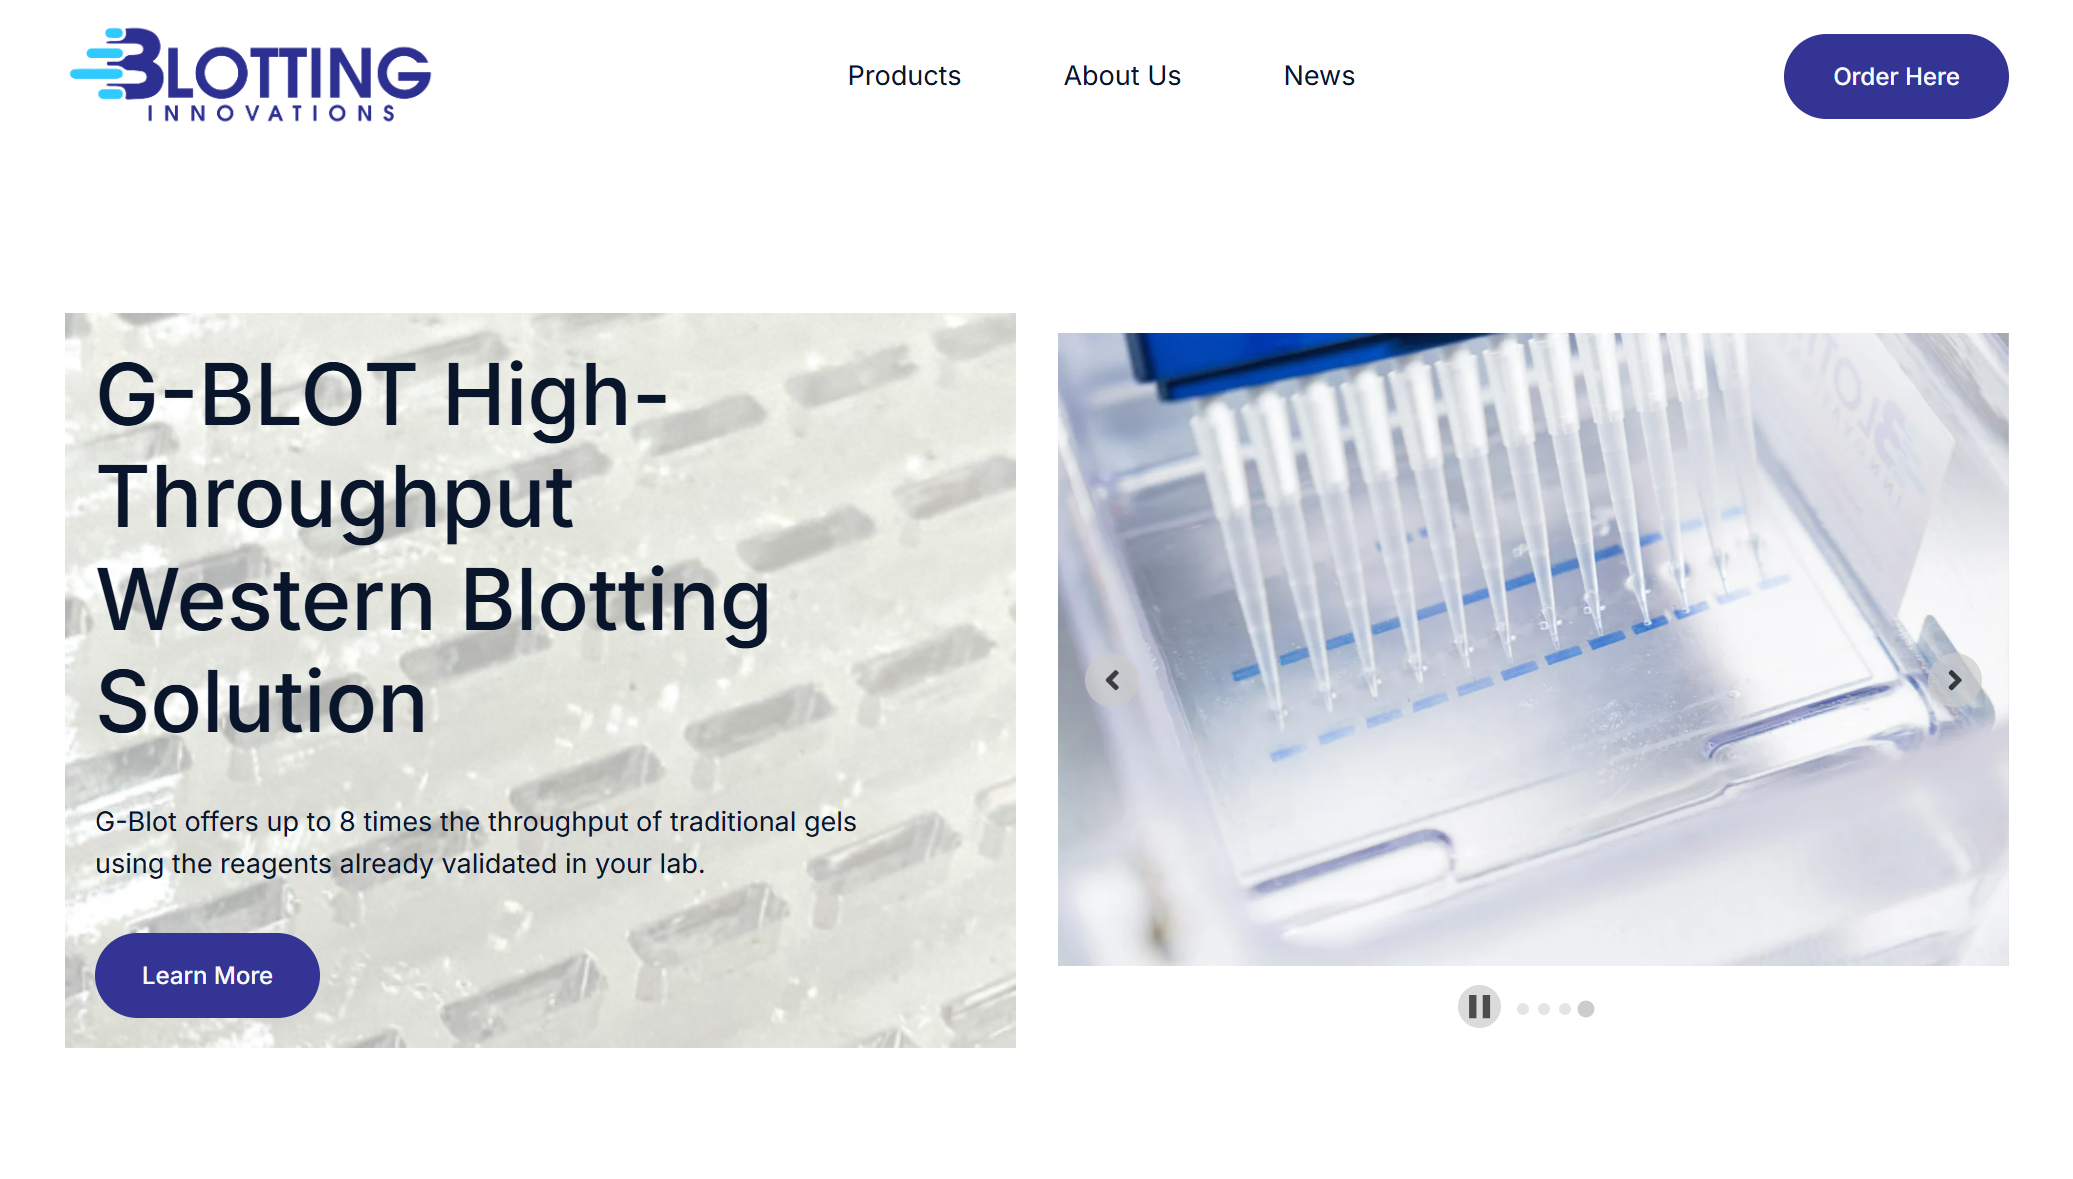 BLOTTING
INNOVATIONS
Products
About Us
News
Order Here
G-BLOT High-
Throughput
Western Blotting
Solution
G-Blot offers up to 8 times the throughput of traditional gels
using the reagents already validated in your lab.
Learn More